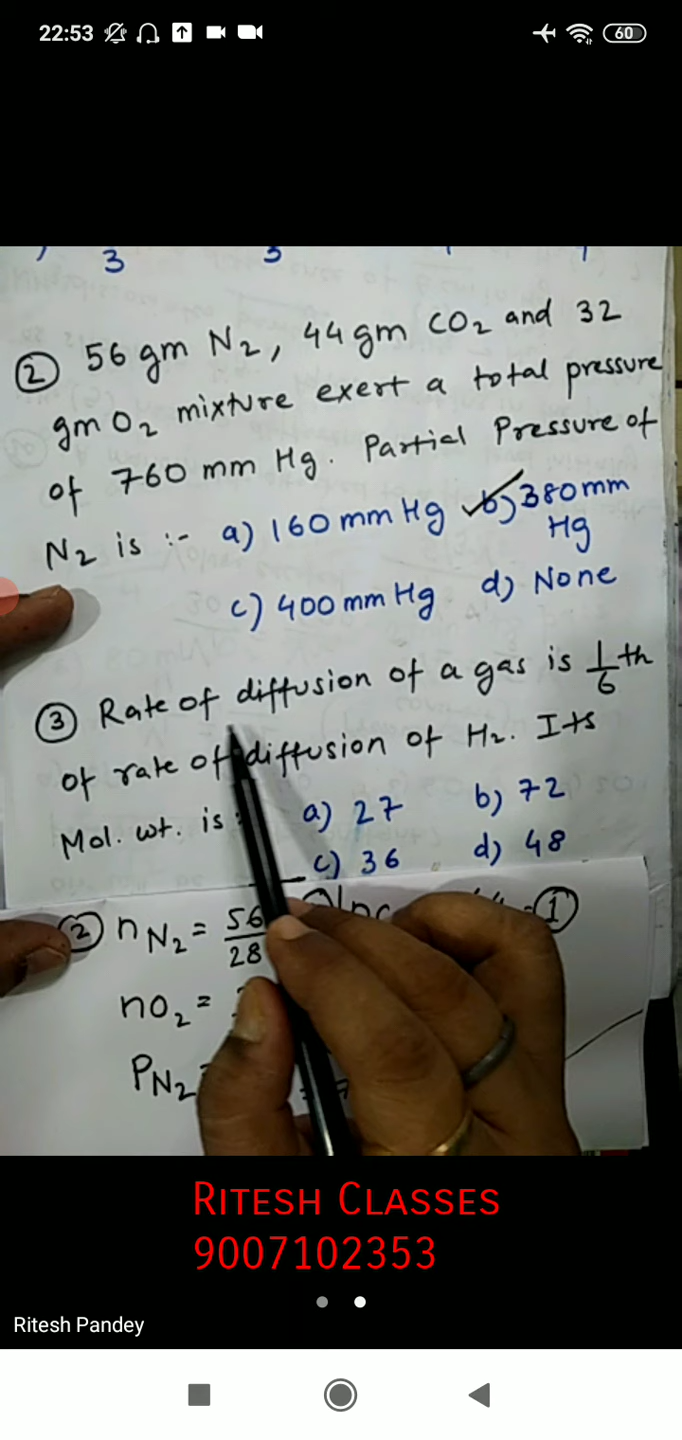 22:53
60
3
② 56 gm N₂, 44 gm CO₂ and 32
gm O₂ mixture exert a total pressure
of 760 mm Hg. Partial Pressure of
N₂ is :- a) 160 mm Hg b) 380 mm
Hg
c) 400 mm Hg d) None
③ Rate of diffusion of a gas is 1/6 th
of rate of diffusion of H₂. Its
Mol. wt. is a) 27 b) 72
c) 36 d) 48
② n N₂ = 56/28 ①
nO₂ =
PN₂
RITESH CLASSES
9007102353
Ritesh Pandey